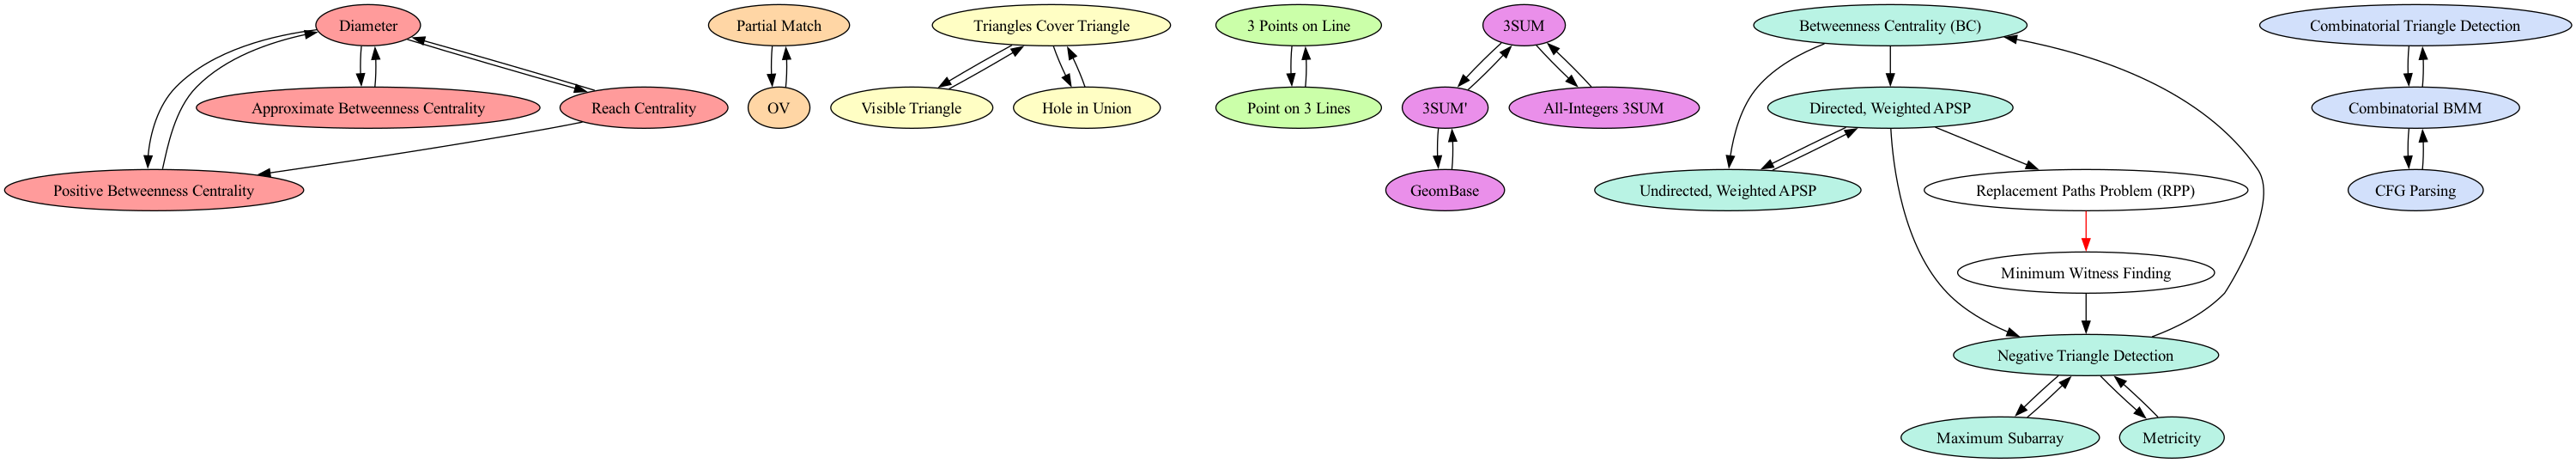 Diameter
Partial Match
Triangles Cover Triangle
3 Points on Line
3SUM
Betweenness Centrality (BC)
Combinatorial Triangle Detection
Approximate Betweenness Centrality
Reach Centrality
OV
Visible Triangle
Hole in Union
Point on 3 Lines
3SUM'
All-Integers 3SUM
Directed, Weighted APSP
Combinatorial BMM
Positive Betweenness Centrality
GeomBase
Undirected, Weighted APSP
Replacement Paths Problem (RPP)
CFG Parsing
Minimum Witness Finding
Negative Triangle Detection
Maximum Subarray
Metricity